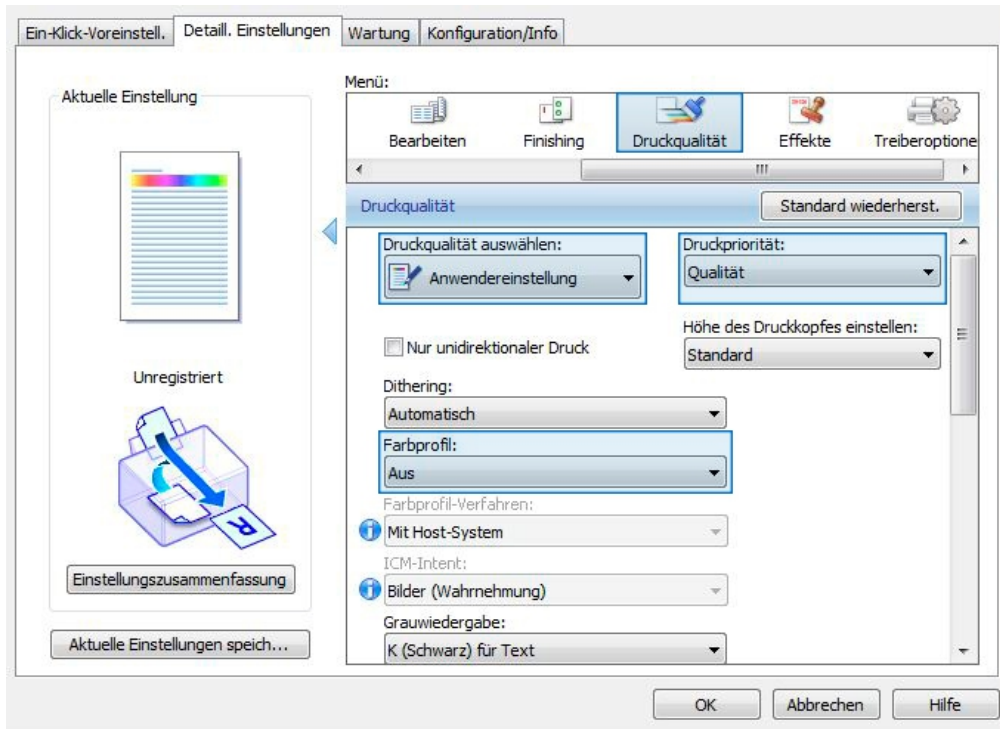 Ein-Klick-Voreinstell. Detaill. Einstellungen Wartung Konfiguration/Info
Aktuelle Einstellung
Unregistriert
R
Einstellungszusammenfassung
Aktuelle Einstellungen speich...
Menü:
Bearbeiten Finishing Druckqualität Effekte Treiberoptione
Druckqualität Standard wiederherst.
Druckqualität auswählen: Druckpriorität:
Anwendereinstellung Qualität
Höhe des Druckkopfes einstellen:
Nur unidirektionaler Druck Standard
Dithering:
Automatisch
Farbprofil:
Aus
Farbprofil-Verfahren:
Mit Host-System
ICM-Intent:
Bilder (Wahrnehmung)
Grauwiedergabe:
K (Schwarz) für Text
OK Abbrechen Hilfe